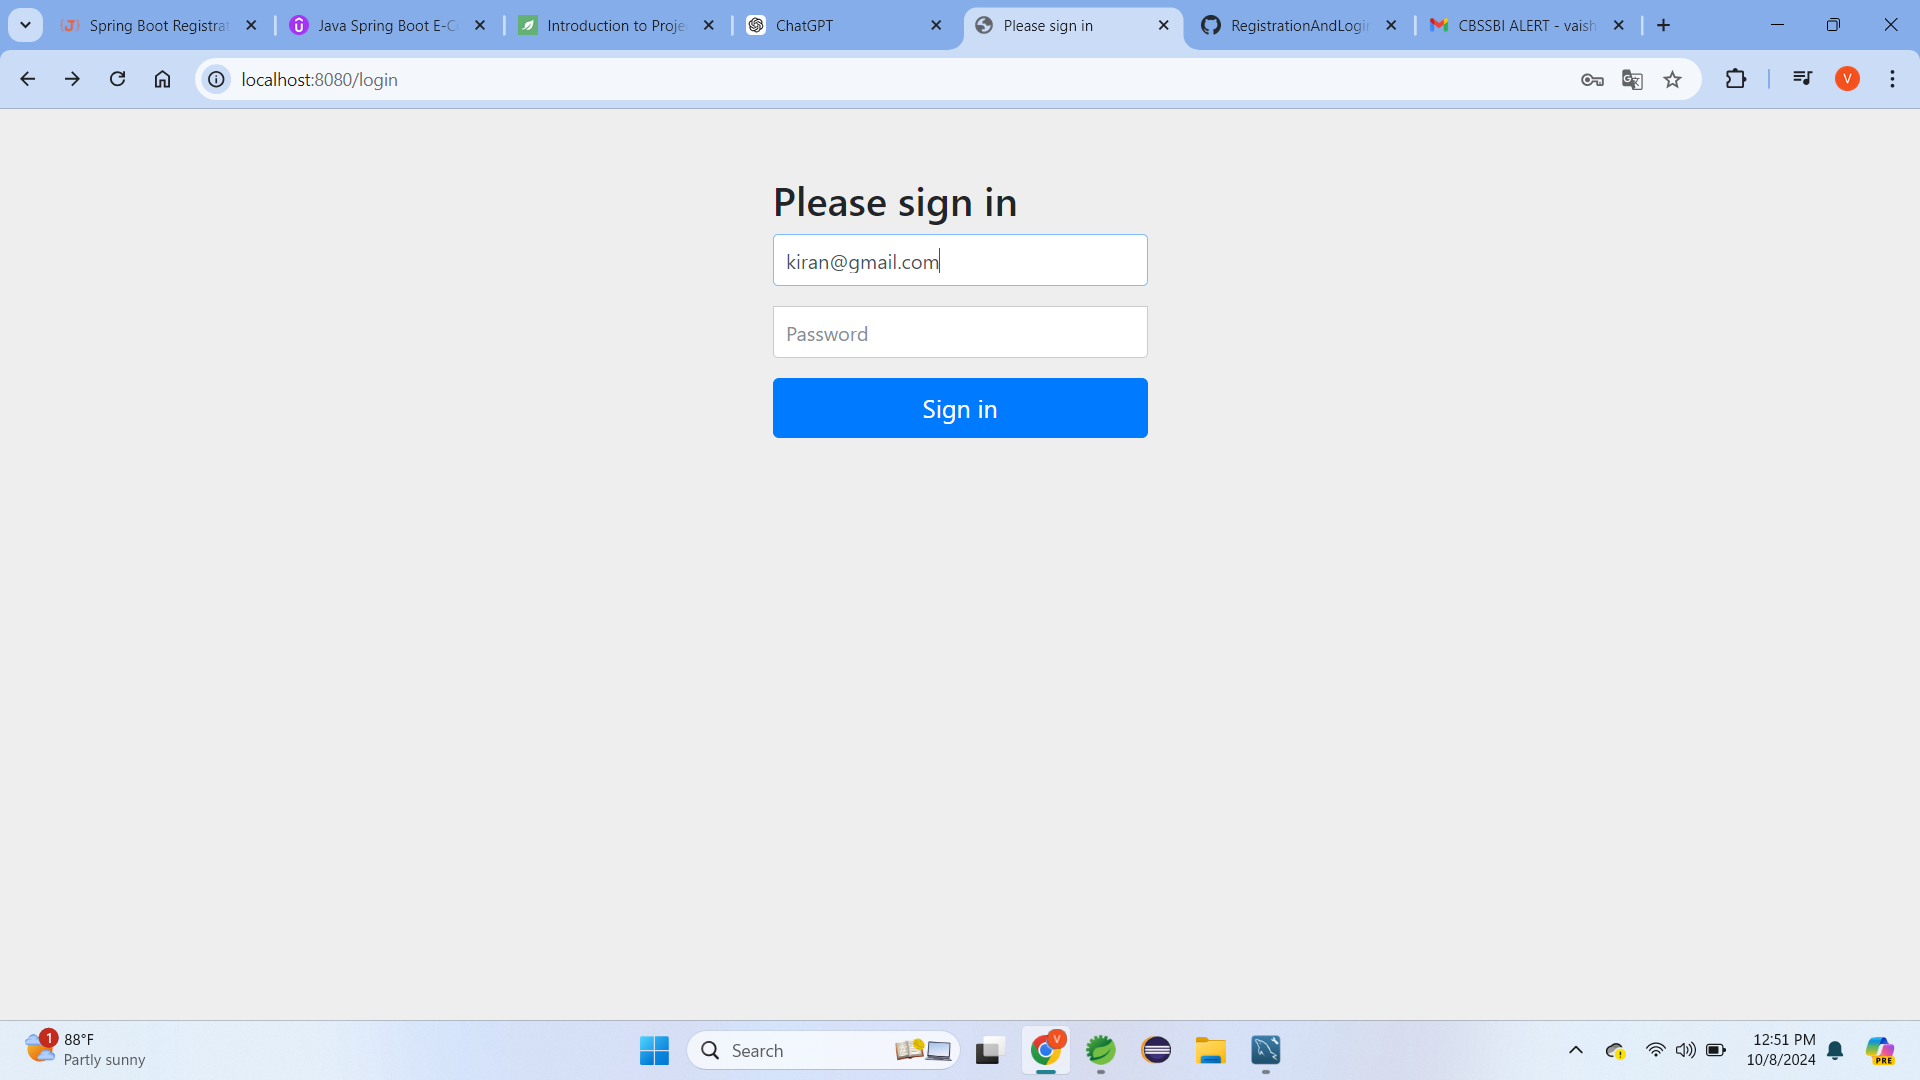 Spring Boot Registrat
Java Spring Boot E-C
Introduction to Proje
ChatGPT
Please sign in
RegistrationAndLogin
CBSSBI ALERT - vaish
localhost:8080/login
V
Please sign in
kiran@gmail.com
Password
Sign in
1
88°F
Partly sunny
Search
V
12:51 PM
10/8/2024
PRE